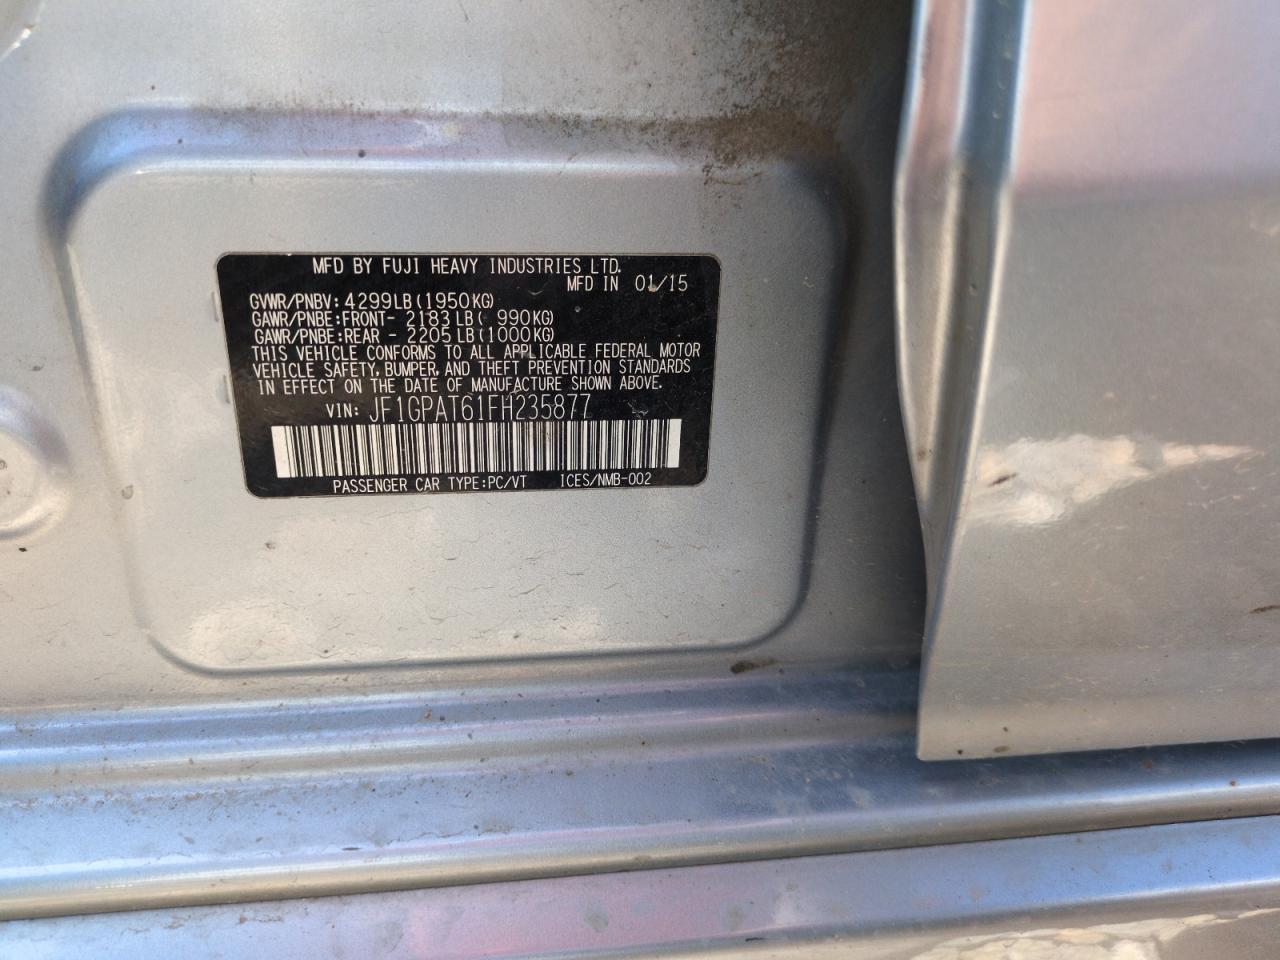 MFD BY FUJI HEAVY INDUSTRIES LTD.
MFD IN 01/15
GVWR/PNBV: 4299LB(1950KG)
GAWR/PNBE:FRONT- 2183LB( 990KG)
GAWR/PNBE:REAR - 2205LB(1000KG)
THIS VEHICLE CONFORMS TO ALL APPLICABLE FEDERAL MOTOR
VEHICLE SAFETY, BUMPER, AND THEFT PREVENTION STANDARDS
IN EFFECT ON THE DATE OF MANUFACTURE SHOWN ABOVE.
VIN: JF1GPAT61FH235877
PASSENGER CAR TYPE:PC/VT ICES/NMB-002